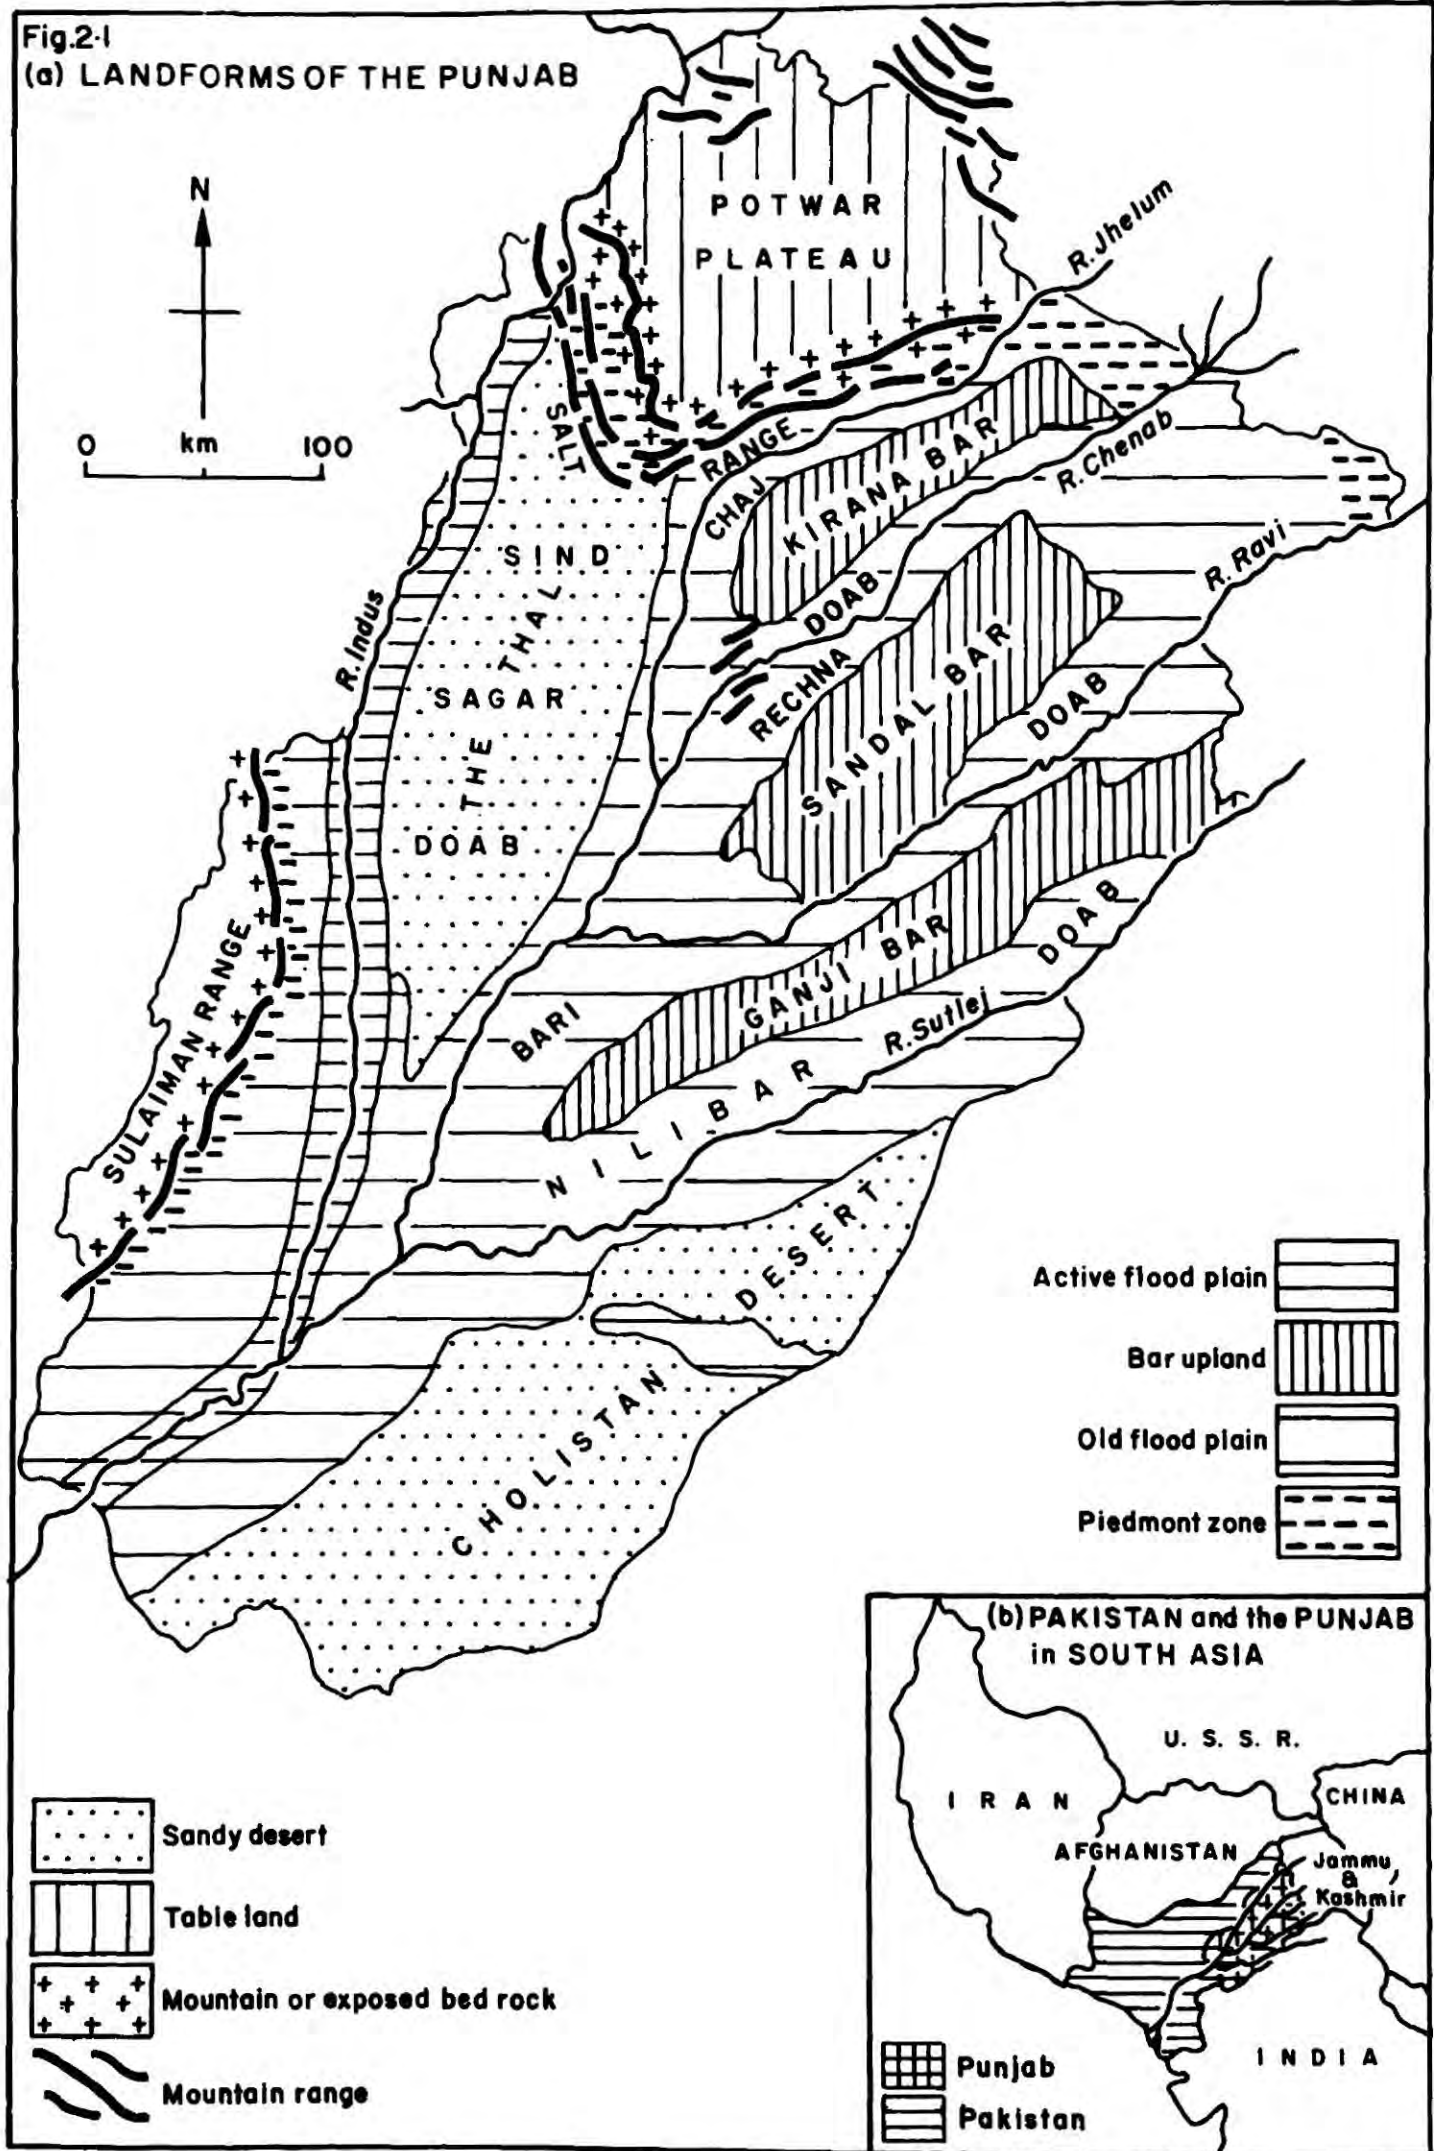 Fig.2·1
(a) LANDFORMS OF THE PUNJAB
N
0 km 100
POTWAR
PLATEAU
R. Jhelum
SALT
RANGE
CHAJ
DOAB
KIRANA BAR
R. Chenab
R. Ravi
SIND
SAGAR
DOAB
THE THAL
R. Indus
RECHNA
DOAB
SANDAL BAR
SULAIMAN RANGE
BARI
DOAB
GANJI BAR
R. Sutlej
NILI BAR
CHOLISTAN
DESERT
Active flood plain
Bar upland
Old flood plain
Piedmont zone
Sandy desert
Table land
Mountain or exposed bed rock
Mountain range
(b) PAKISTAN and the PUNJAB
in SOUTH ASIA
U. S. S. R.
IRAN
CHINA
AFGHANISTAN
Jammu
&
Kashmir
INDIA
Punjab
Pakistan